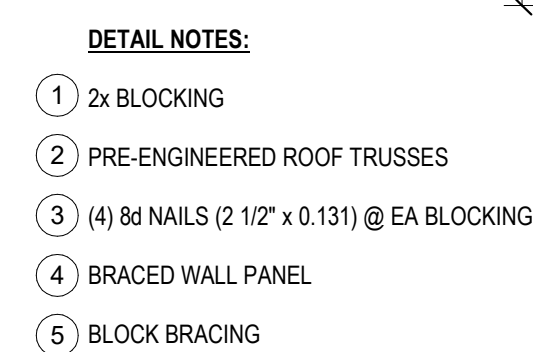 DETAIL NOTES:
1 2x BLOCKING
2 PRE-ENGINEERED ROOF TRUSSES
3 (4) 8d NAILS (2 1/2" x 0.131) @ EA BLOCKING
4 BRACED WALL PANEL
5 BLOCK BRACING